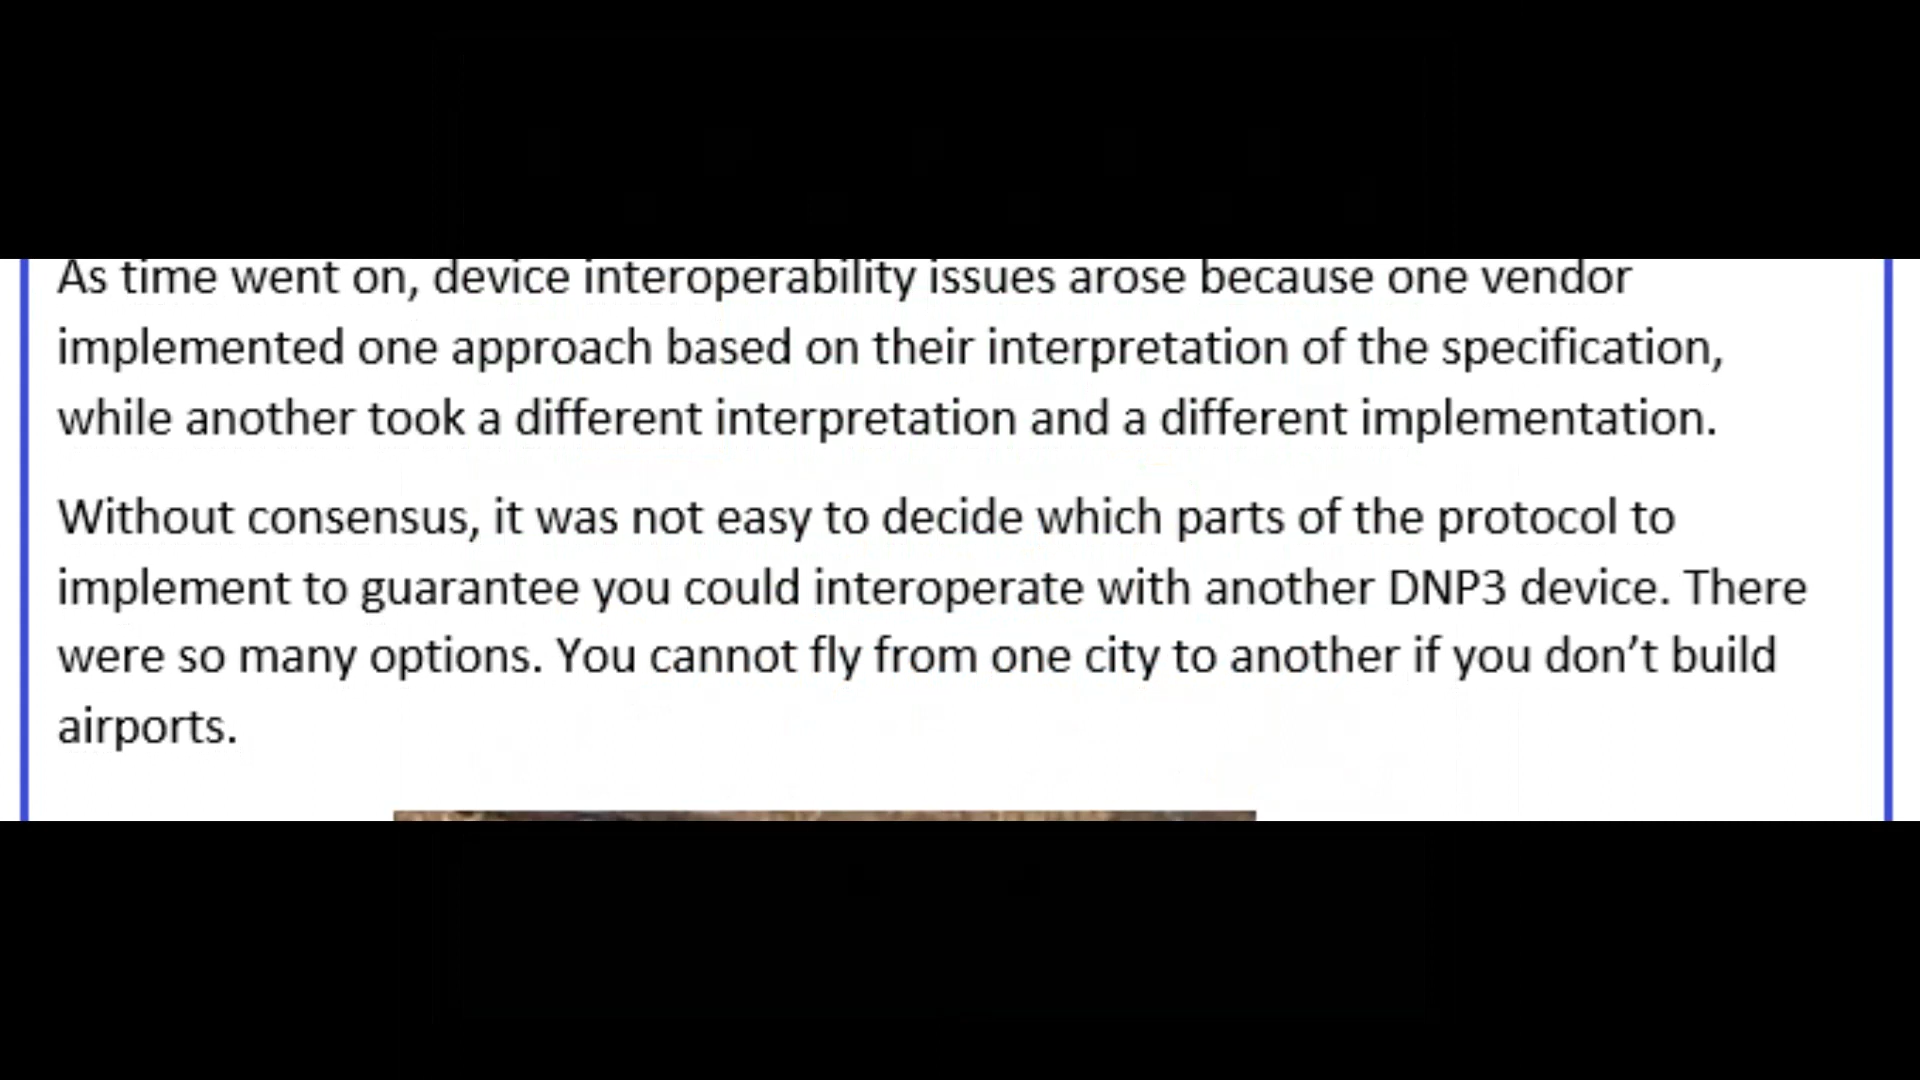 As time went on, device interoperability issues arose because one vendor
implemented one approach based on their interpretation of the specification,
while another took a different interpretation and a different implementation.
Without consensus, it was not easy to decide which parts of the protocol to
implement to guarantee you could interoperate with another DNP3 device. There
were so many options. You cannot fly from one city to another if you don’t build
airports.